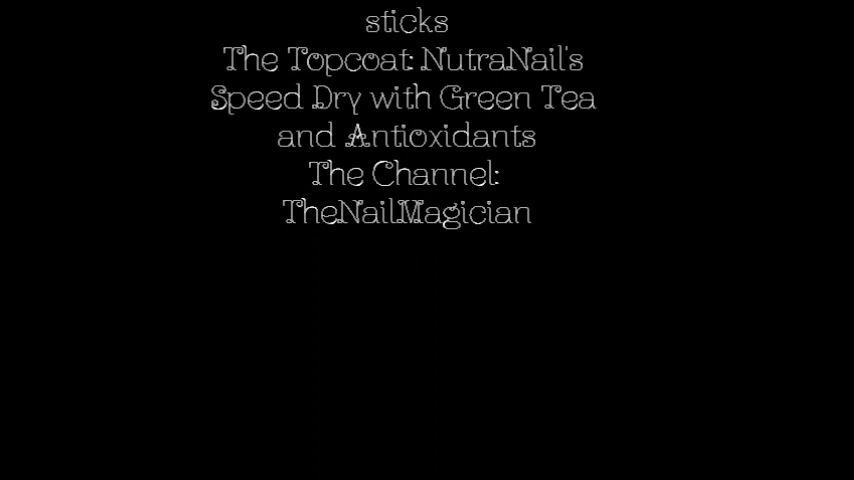 sticks
The Topcoat: NutraNail's
Speed Dry with Green Tea
and Antioxidants
The Channel:
TheNailMagician